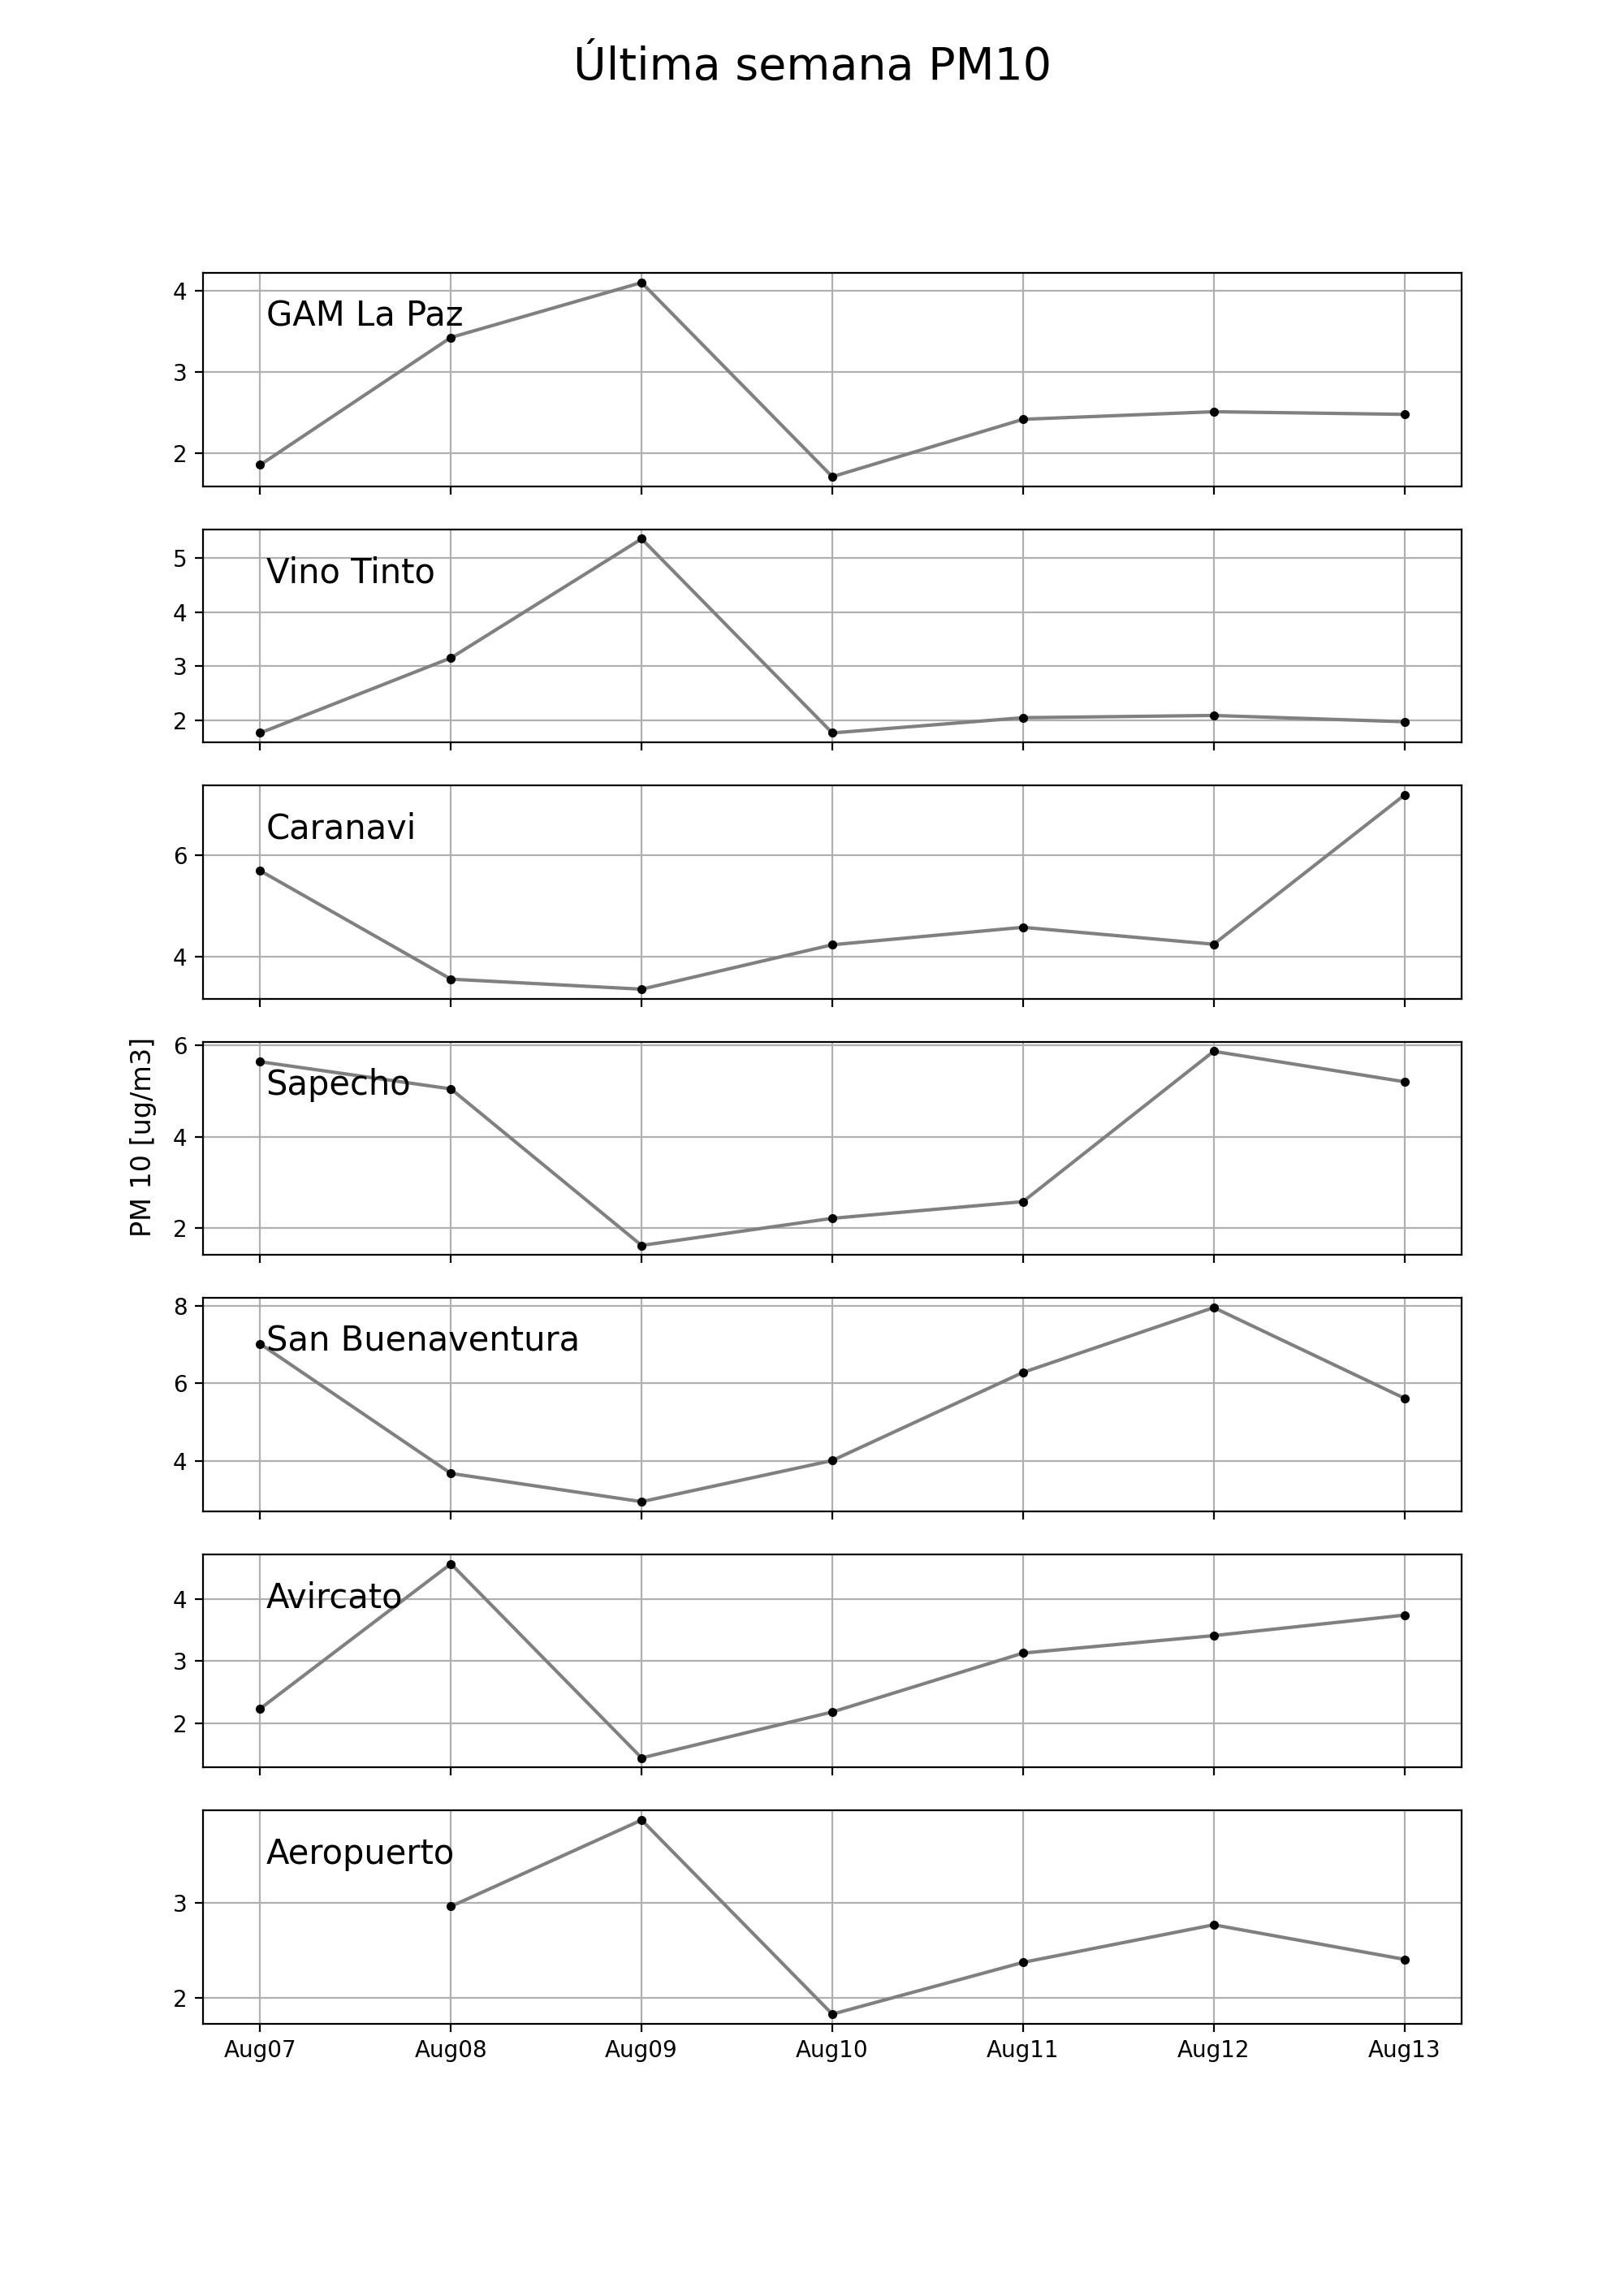 Última semana PM10
GAM La Paz
4
3
2
Vino Tinto
5
4
3
2
Caranavi
6
4
PM 10 [ug/m3]
Sapecho
6
4
2
San Buenaventura
8
6
4
Avircato
4
3
2
Aeropuerto
3
2
Aug07 Aug08 Aug09 Aug10 Aug11 Aug12 Aug13